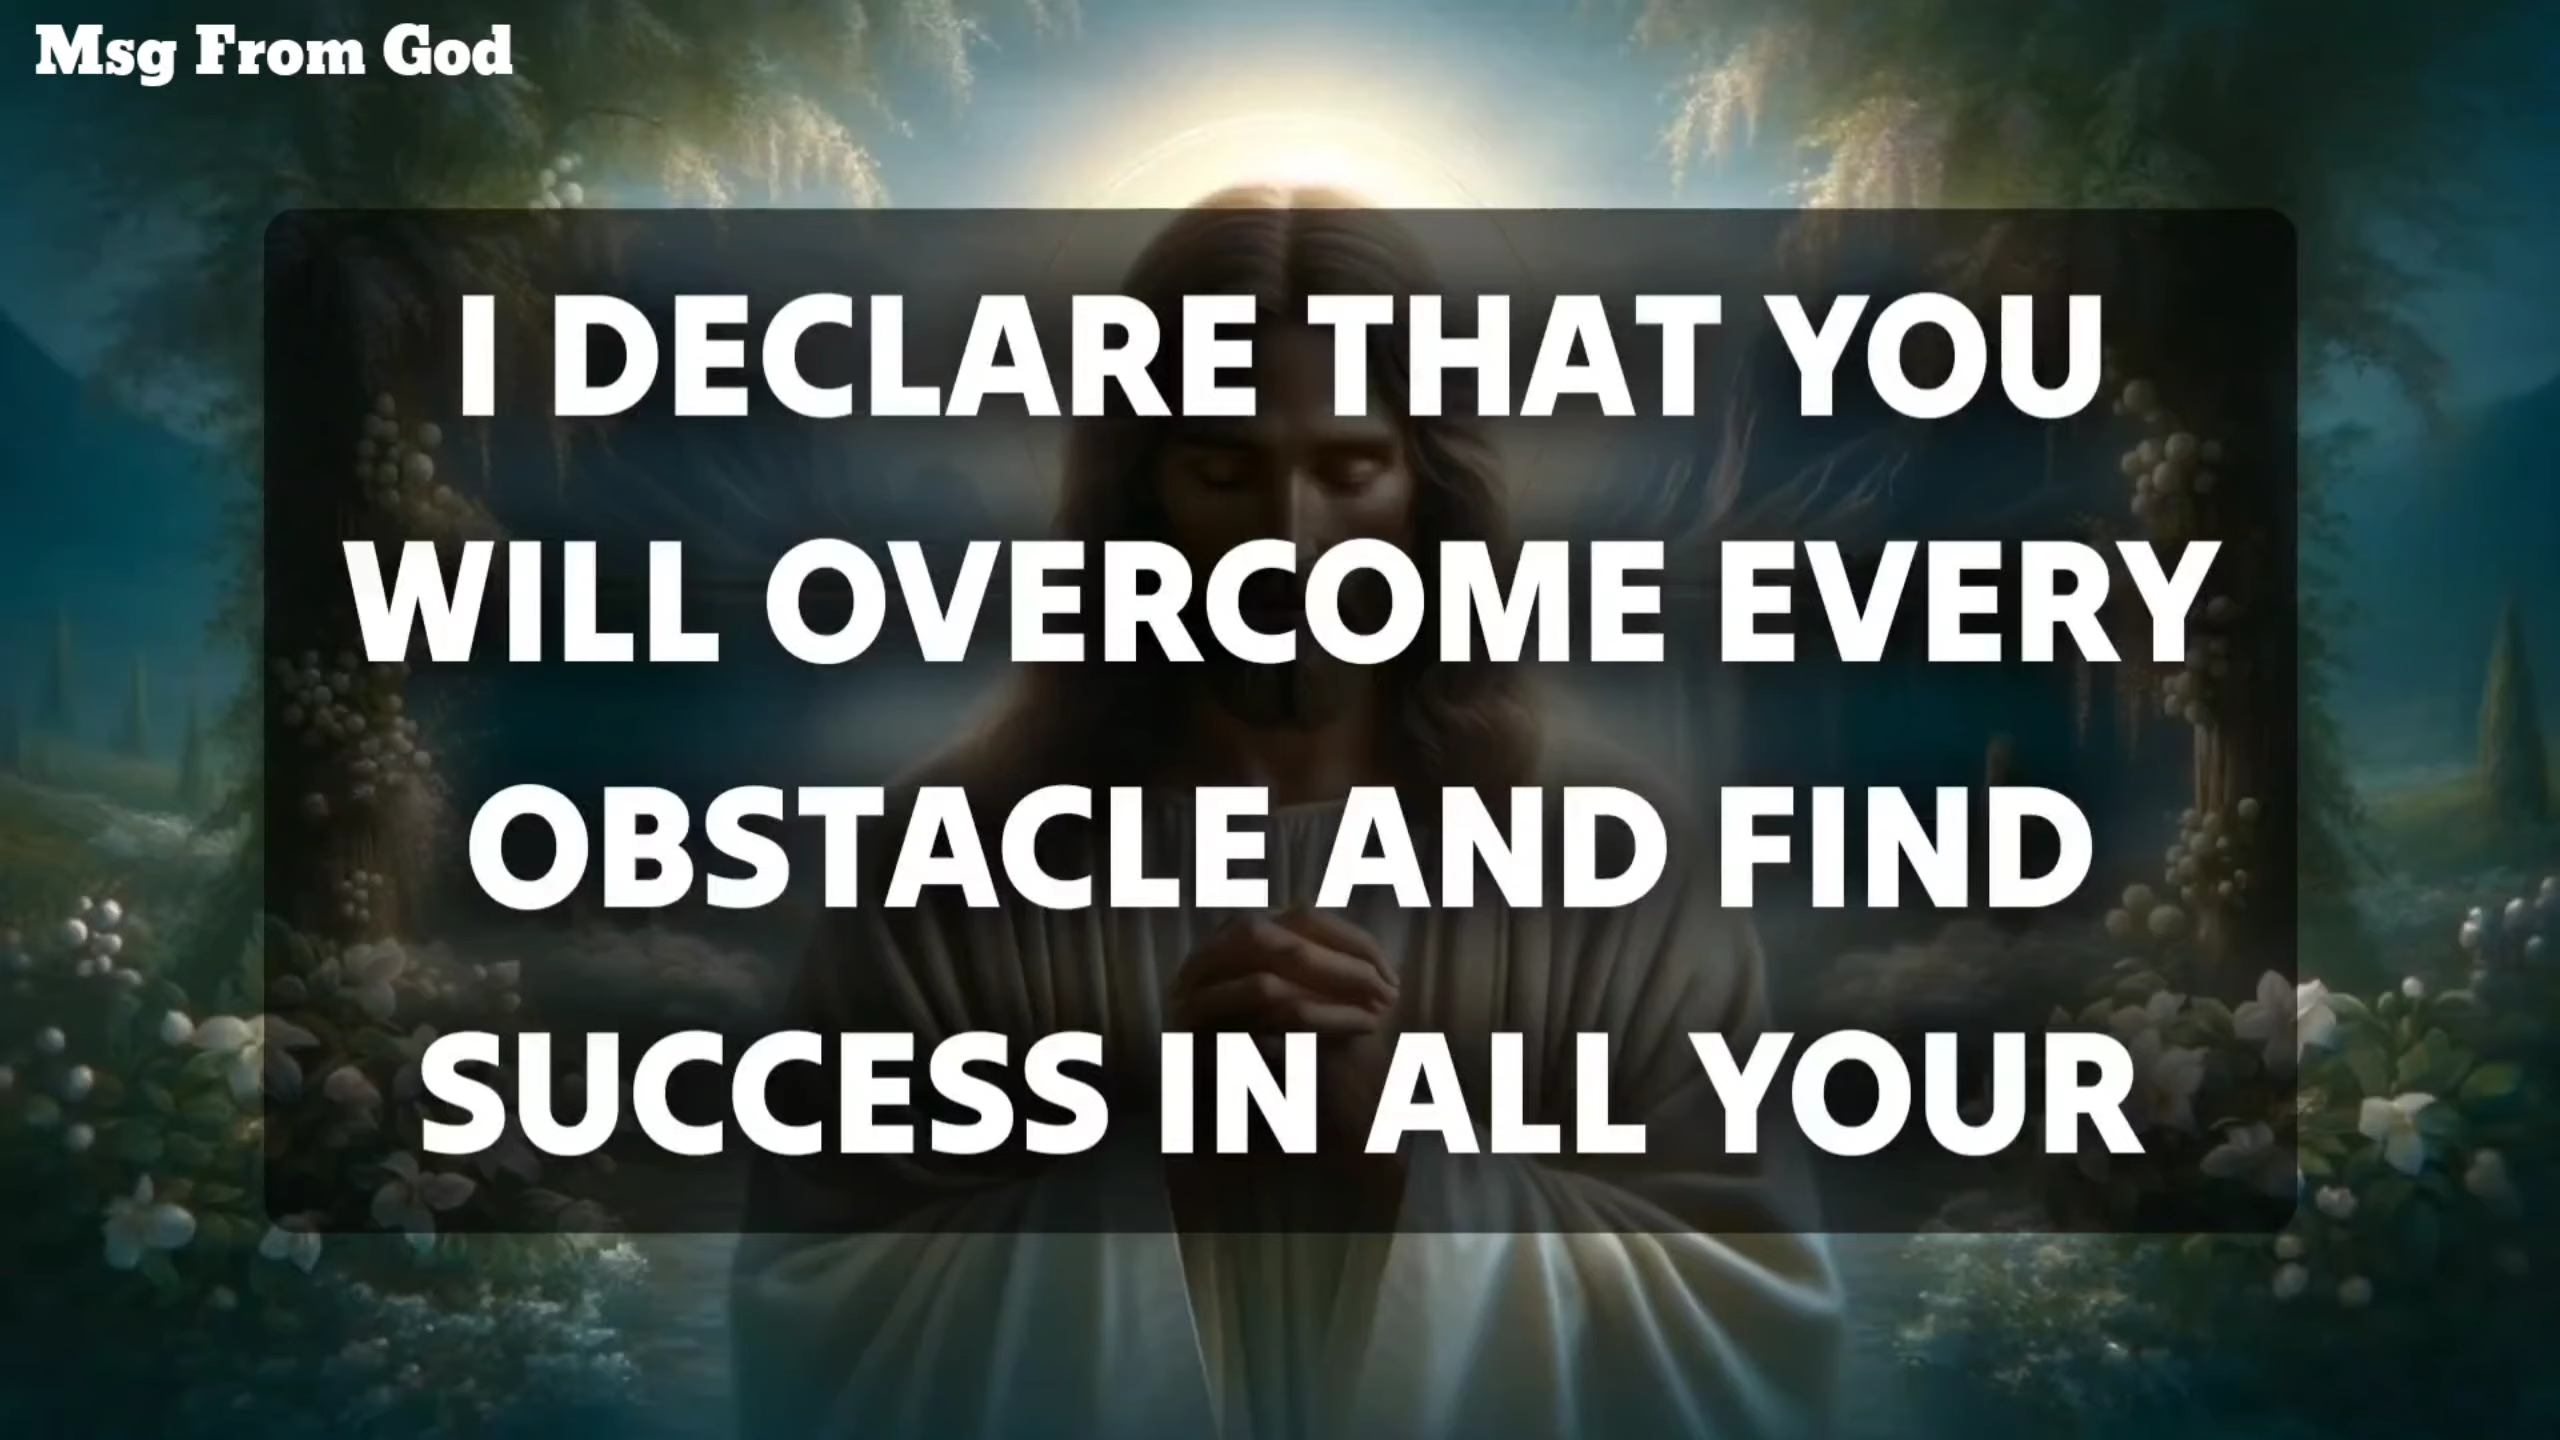 Msg From God
I DECLARE THAT YOU
WILL OVERCOME EVERY
OBSTACLE AND FIND
SUCCESS IN ALL YOUR